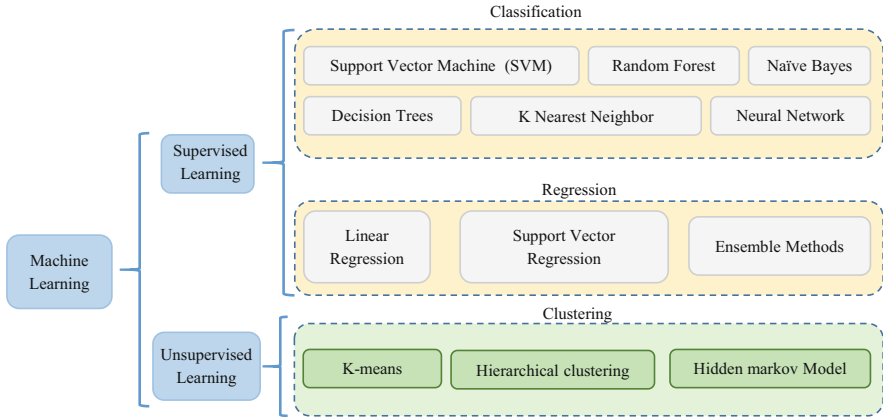 Classification
Support Vector Machine (SVM)
Random Forest
Naïve Bayes
Decision Trees
K Nearest Neighbor
Neural Network
Supervised
Learning
Regression
Linear
Regression
Support Vector
Regression
Ensemble Methods
Machine
Learning
Clustering
Unsupervised
Learning
K-means
Hierarchical clustering
Hidden markov Model